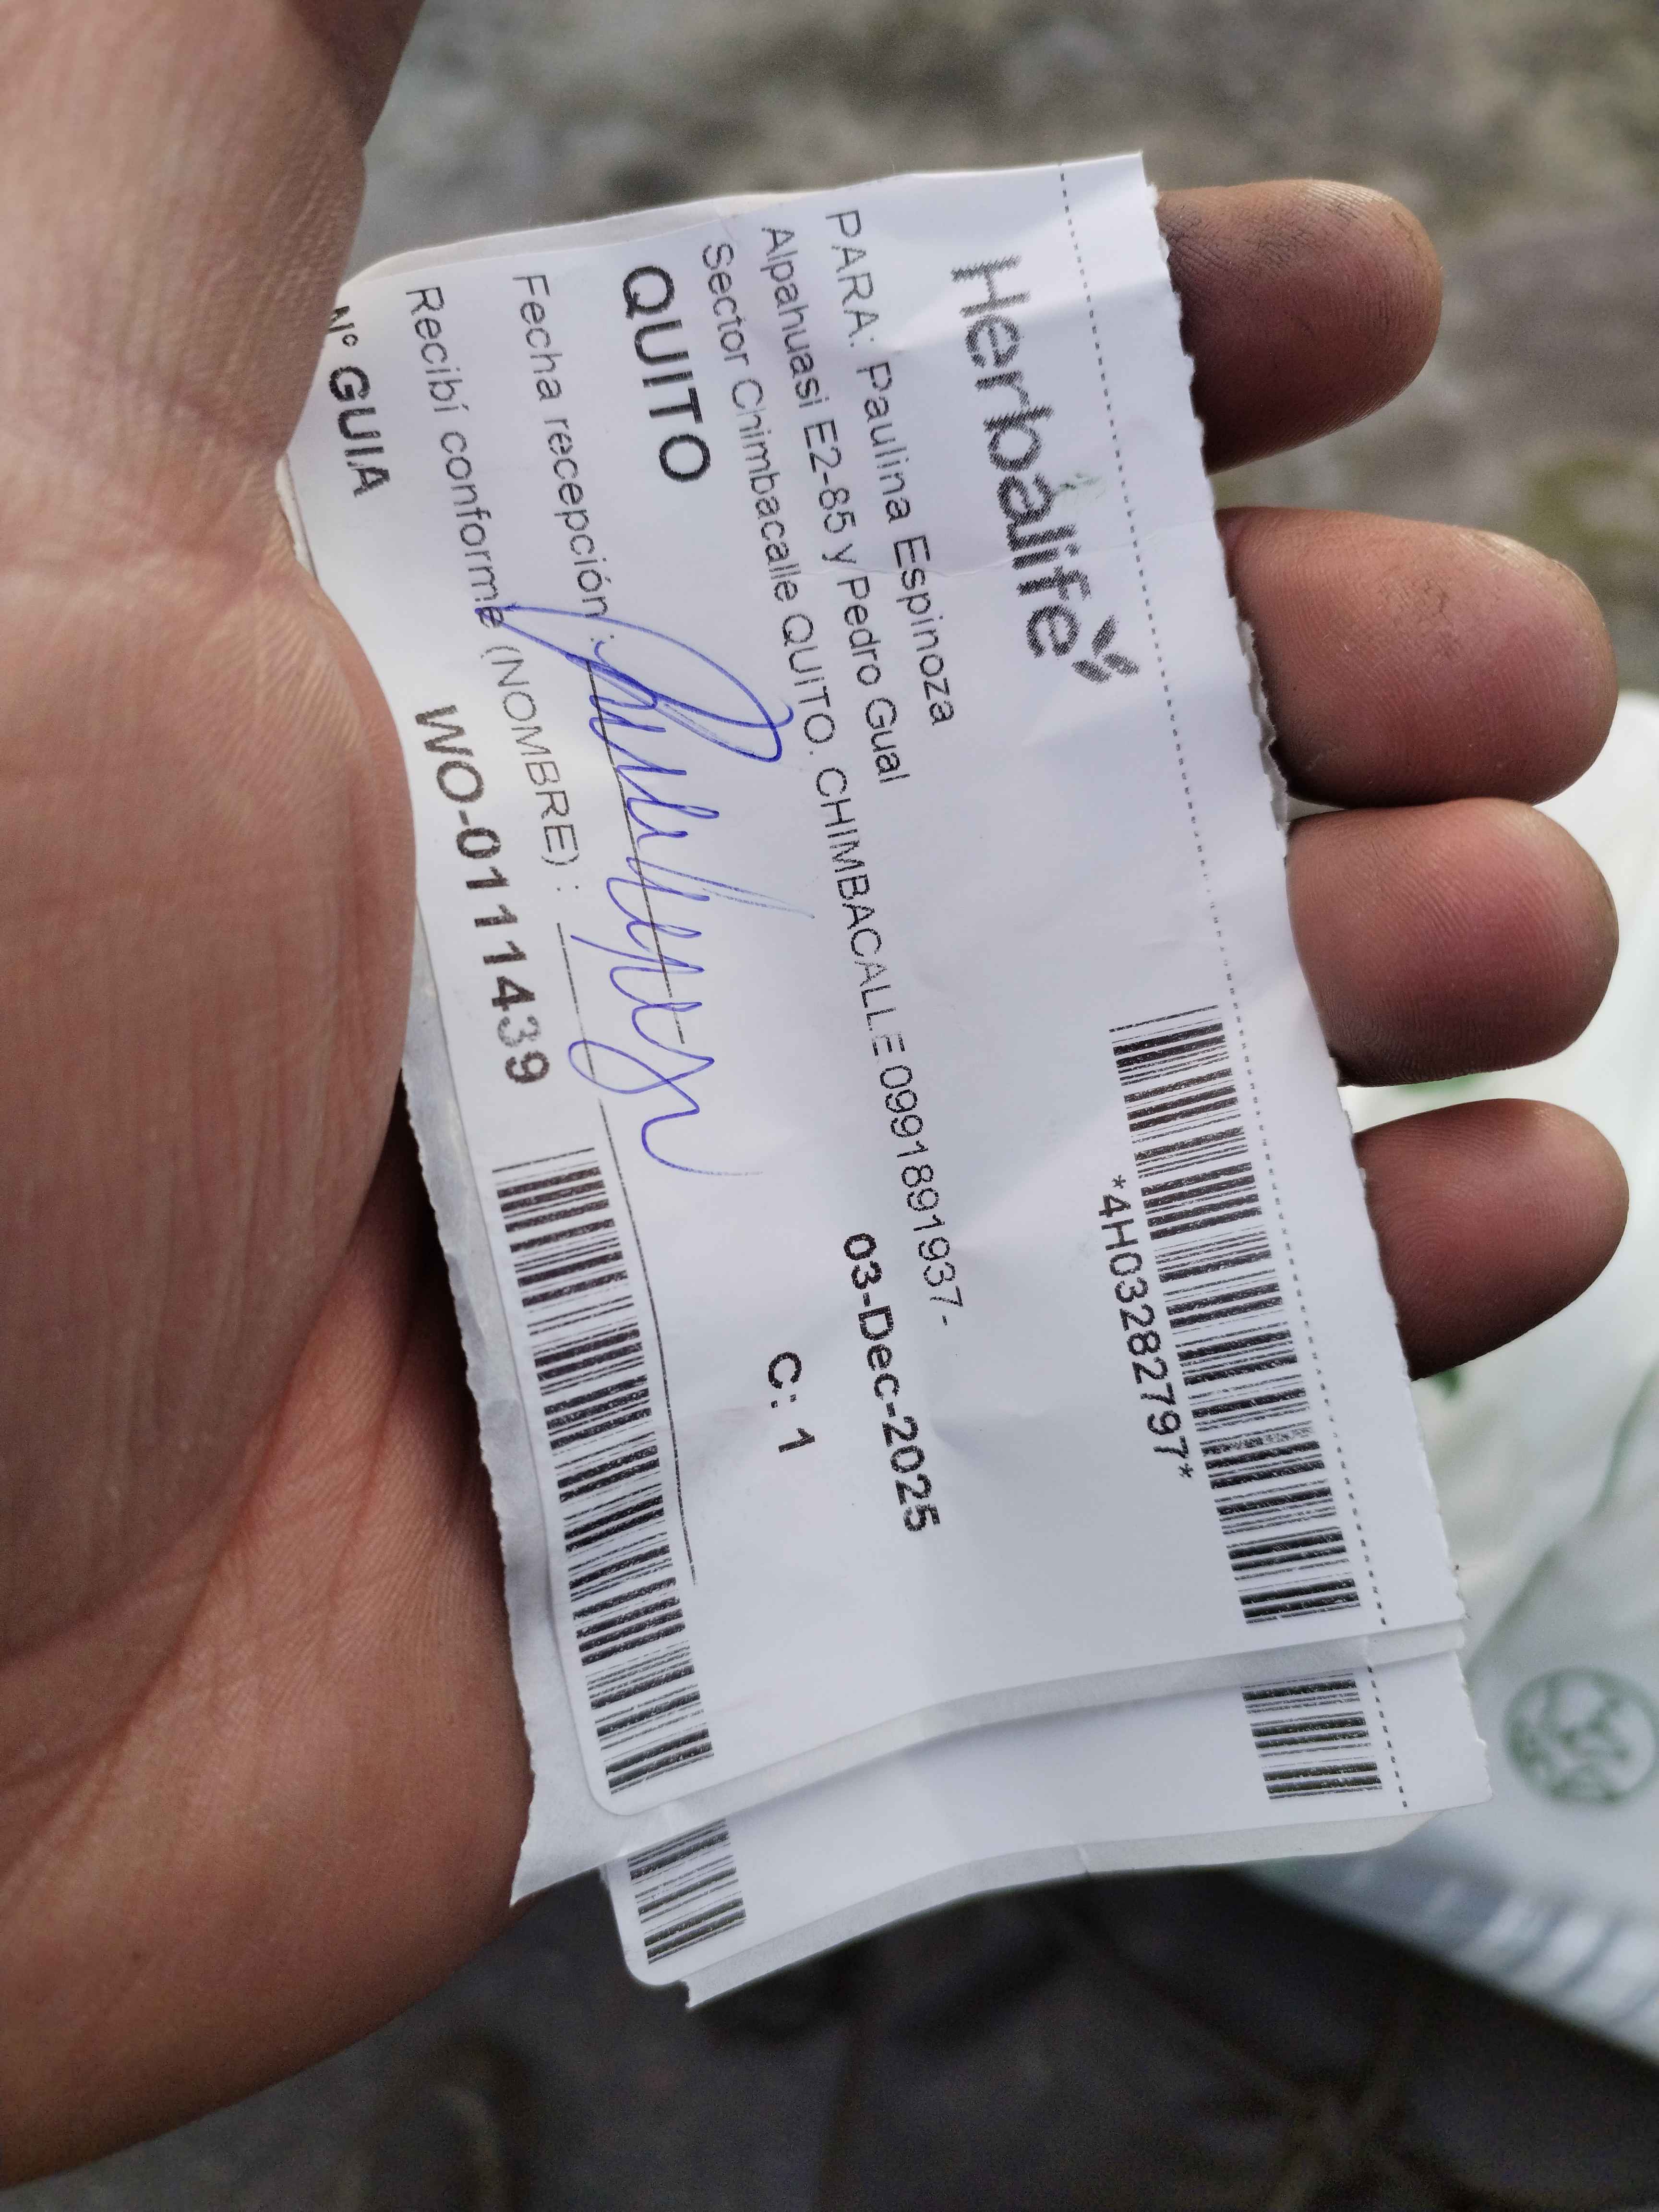 Herbalife
*4H03282797*
PARA: Paulina Espinoza
Alpahuasi E2-85 y Pedro Gual
Sector Chimbacalle QUITO. CHIMBACALLE 0991891937-
QUITO
03-Dec-2025
C: 1
Fecha recepción :
Recibí conforme (NOMBRE) :
N° GUIA WO-0111439